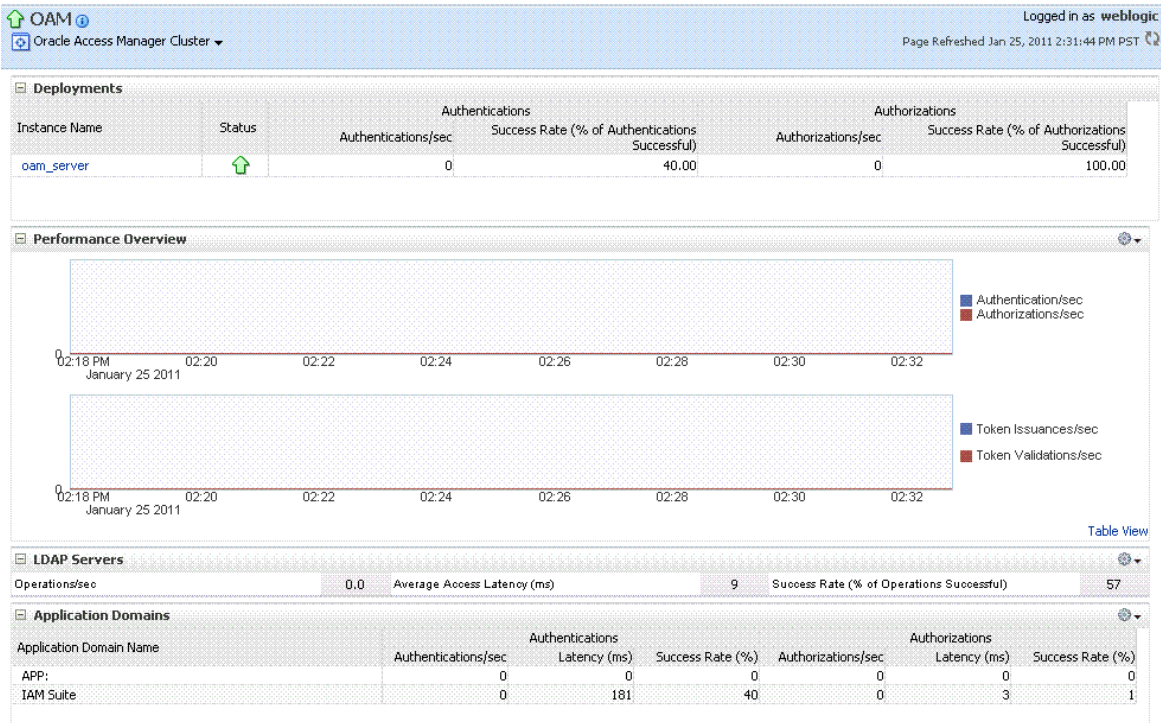 OAM
Logged in as weblogic
Oracle Access Manager Cluster
Page Refreshed Jan 25, 2011 2:31:44 PM PST
Deployments
Instance Name
Status
Authentications
Authorizations
Authentications/sec
Success Rate (% of Authentications Successful)
Authorizations/sec
Success Rate (% of Authorizations Successful)
oam_server 0 40.00 0 100.00
Performance Overview
Authentication/sec
Authorizations/sec
0
02:18 PM 02:20 02:22 02:24 02:26 02:28 02:30 02:32
January 25 2011
Token Issuances/sec
Token Validations/sec
0
02:18 PM 02:20 02:22 02:24 02:26 02:28 02:30 02:32
January 25 2011
Table View
LDAP Servers
Operations/sec 0.0 Average Access Latency (ms) 9 Success Rate (% of Operations Successful) 57
Application Domains
Application Domain Name
Authentications
Authorizations
Authentications/sec Latency (ms) Success Rate (%) Authorizations/sec Latency (ms) Success Rate (%)
APP: 0 0 0 0 0 0
IAM Suite 0 181 40 0 3 1